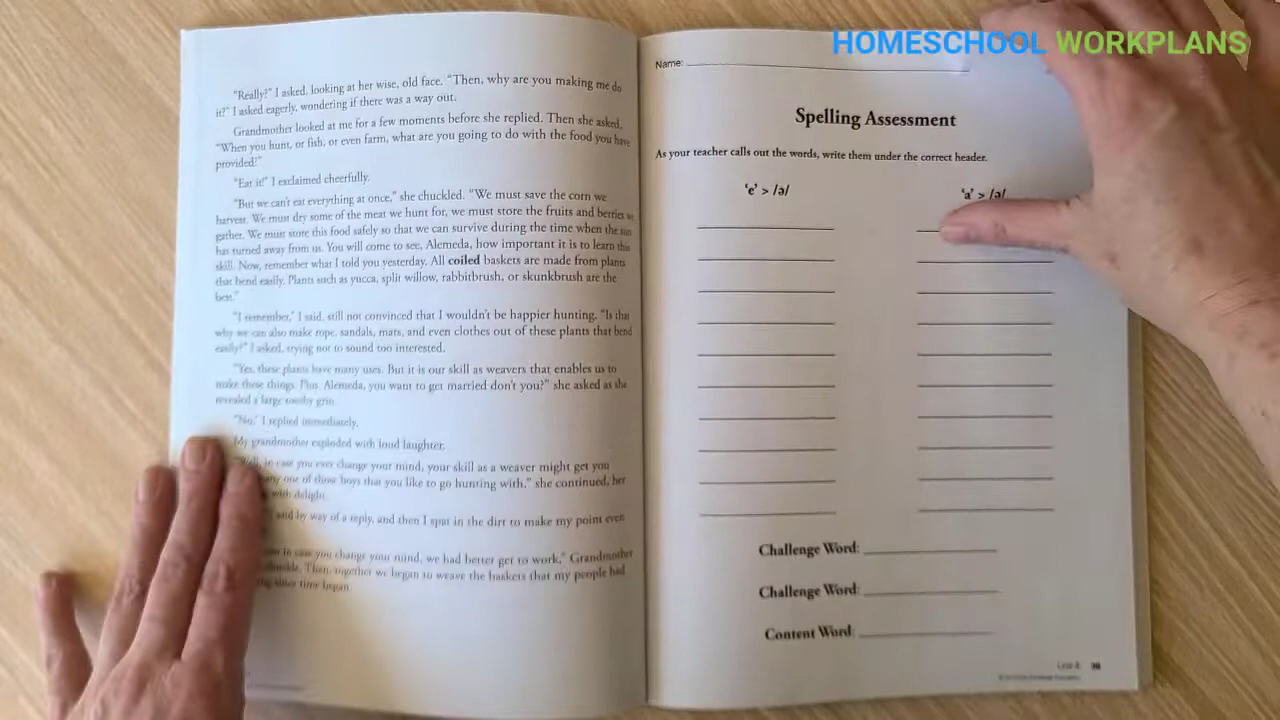 HOMESCHOOL WORKPLANS
"Really?" I asked, looking at her wise, old face. "Then, why are you making me do
it?" I asked eagerly, wondering if there was a way out.
Grandmother looked at me for a few moments before she replied. Then she asked,
"When you hunt, or fish, or even farm, what are you going to do with the food you have
provided?"
"Eat it!" I exclaimed cheerfully.
"But we can't eat everything at once," she chuckled. "We must save the corn we
harvest. We must dry some of the meat we hunt for, we must store the fruits and berries we
gather. We must store this food safely so that we can survive during the time when the sun
has turned away from us. You will come to see, Alemeda, how important it is to learn this
skill. Now, remember what I told you yesterday. All coiled baskets are made from plants
that bend easily. Plants such as yucca, split willow, rabbitbrush, or skunkbrush are the
best."
"I remember," I said, still not convinced that I wouldn't be happier hunting. "Is that
why we can also make rope, sandals, mats, and even clothes out of these plants that bend
easily?" I asked, trying not to sound too interested.
"Yes, these plants have many uses. But it is our skill as weavers that enables us to
make these things. Plus, Alemeda, you want to get married don't you?" she asked as she
revealed a large toothy grin.
"No!" I replied immediately.
My grandmother exploded with loud laughter.
"Well, in case you ever change your mind, your skill as a weaver might get you
any one of those boys that you like to go hunting with," she continued, her
with delight.
and by way of a reply, and then I spat in the dirt to make my point even
in case you change your mind, we had better get to work," Grandmother
Then, together we began to weave the baskets that my people had
since time began.
Name:
Spelling Assessment
As your teacher calls out the words, write them under the correct header.
'e' > /ə/ 'a' > /ə/
Challenge Word:
Challenge Word:
Content Word:
Unit 8